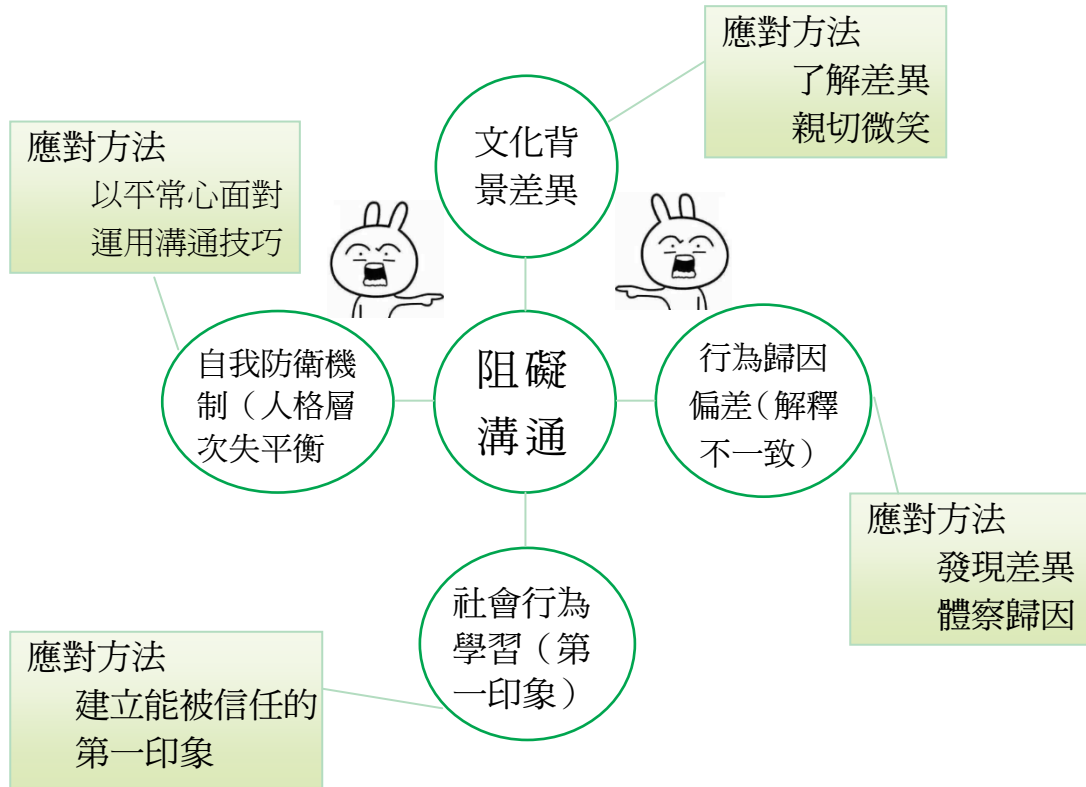 應對方法
了解差異
親切微笑
文化背
景差異
應對方法
以平常心面對
運用溝通技巧
自我防衛機
制（人格層
次失平衡
阻礙
溝通
行為歸因
偏差（解釋
不一致）
應對方法
發現差異
體察歸因
社會行為
學習（第
一印象）
應對方法
建立能被信任的
第一印象